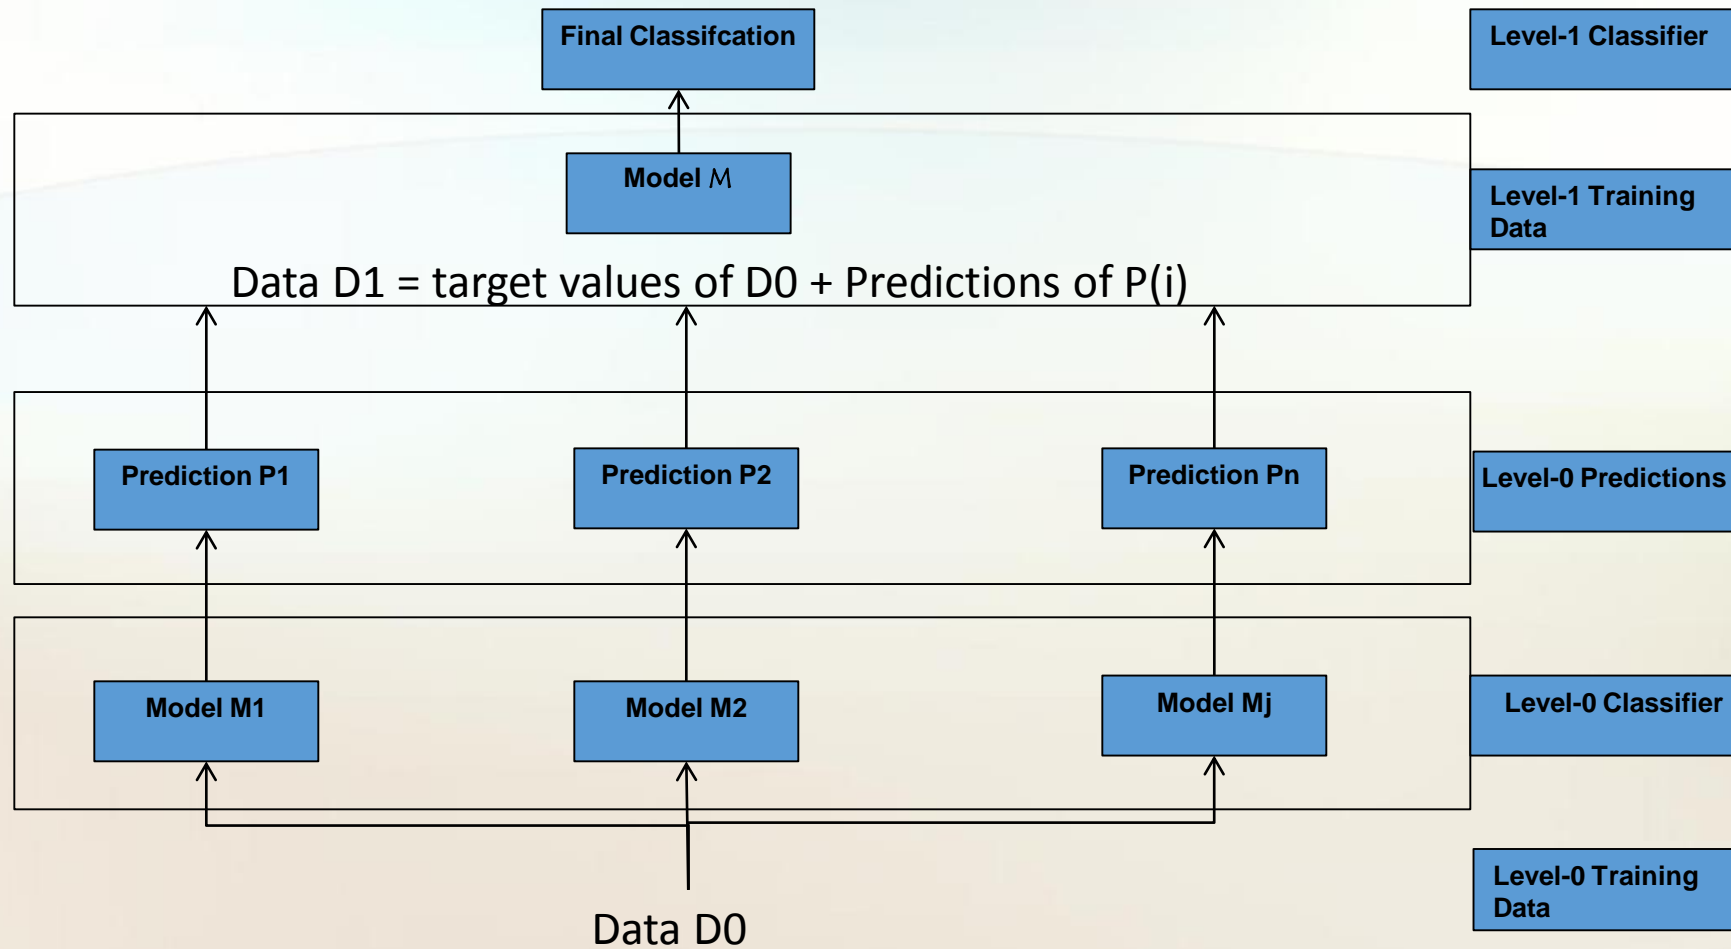 Final Classifcation
Level-1 Classifier
Model M
Level-1 Training
Data
Data D1 = target values of D0 + Predictions of P(i)
Prediction P1
Prediction P2
Prediction Pn
Level-0 Predictions
Model M1
Model M2
Model Mj
Level-0 Classifier
Level-0 Training
Data
Data D0